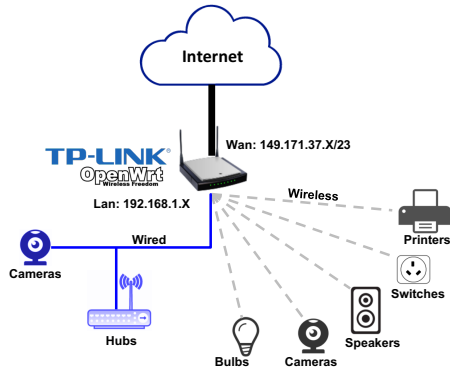 Internet
Wan: 149.171.37.X/23
TP-LINK®
OpenWrt
Wireless Freedom
Lan: 192.168.1.X
Wireless
Wired
Printers
Cameras
Switches
Hubs
Speakers
Bulbs
Cameras